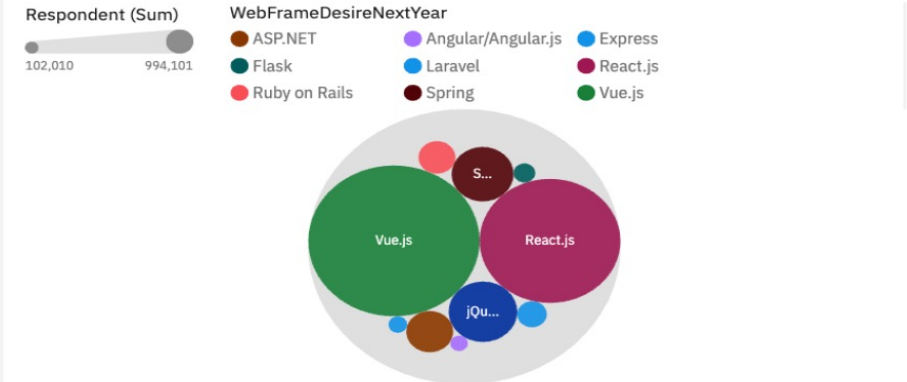 Respondent (Sum)
102,010 994,101
WebFrameDesireNextYear
ASP.NET Angular/Angular.js Express
Flask Laravel React.js
Ruby on Rails Spring Vue.js
S...
Vue.js React.js
jQu...